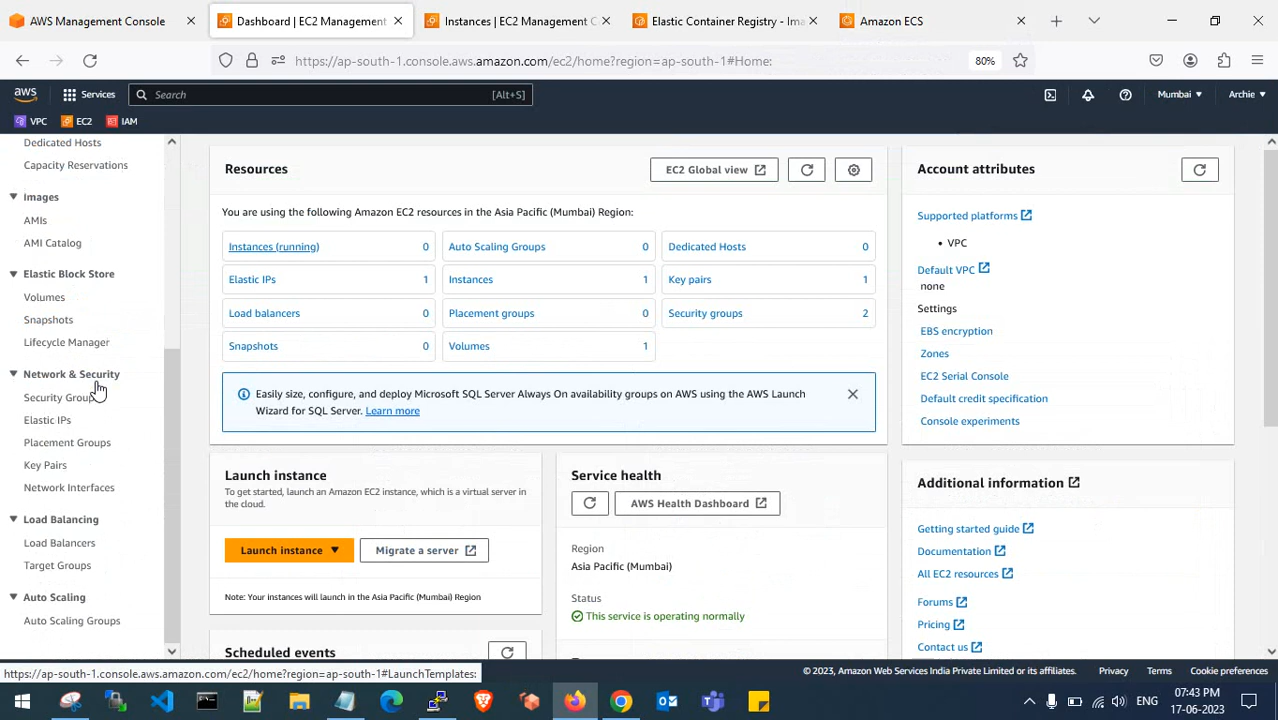 AWS Management Console
Dashboard | EC2 Management
Instances | EC2 Management C
Elastic Container Registry - Ima
Amazon ECS
https://ap-south-1.console.aws.amazon.com/ec2/home?region=ap-south-1#Home:
80%
aws
Services
Search
[Alt+S]
Mumbai
Archie
VPC
EC2
IAM
Dedicated Hosts
Capacity Reservations
Images
AMIs
AMI Catalog
Elastic Block Store
Volumes
Snapshots
Lifecycle Manager
Network & Security
Security Group
Elastic IPs
Placement Groups
Key Pairs
Network Interfaces
Load Balancing
Load Balancers
Target Groups
Auto Scaling
Auto Scaling Groups
Resources
EC2 Global view
You are using the following Amazon EC2 resources in the Asia Pacific (Mumbai) Region:
Instances (running) 0
Auto Scaling Groups 0
Dedicated Hosts 0
Elastic IPs 1
Instances 1
Key pairs 1
Load balancers 0
Placement groups 0
Security groups 2
Snapshots 0
Volumes 1
Easily size, configure, and deploy Microsoft SQL Server Always On availability groups on AWS using the AWS Launch
Wizard for SQL Server. Learn more
Launch instance
To get started, launch an Amazon EC2 instance, which is a virtual server in
the cloud.
Launch instance
Migrate a server
Note: Your instances will launch in the Asia Pacific (Mumbai) Region
Scheduled events
Service health
AWS Health Dashboard
Region
Asia Pacific (Mumbai)
Status
This service is operating normally
Account attributes
Supported platforms
• VPC
Default VPC
none
Settings
EBS encryption
Zones
EC2 Serial Console
Default credit specification
Console experiments
Additional information
Getting started guide
Documentation
All EC2 resources
Forums
Pricing
Contact us
https://ap-south-1.console.aws.amazon.com/ec2/home?region=ap-south-1#LaunchTemplates:
© 2023, Amazon Web Services India Private Limited or its affiliates.
Privacy
Terms
Cookie preferences
ENG
07:43 PM
17-06-2023